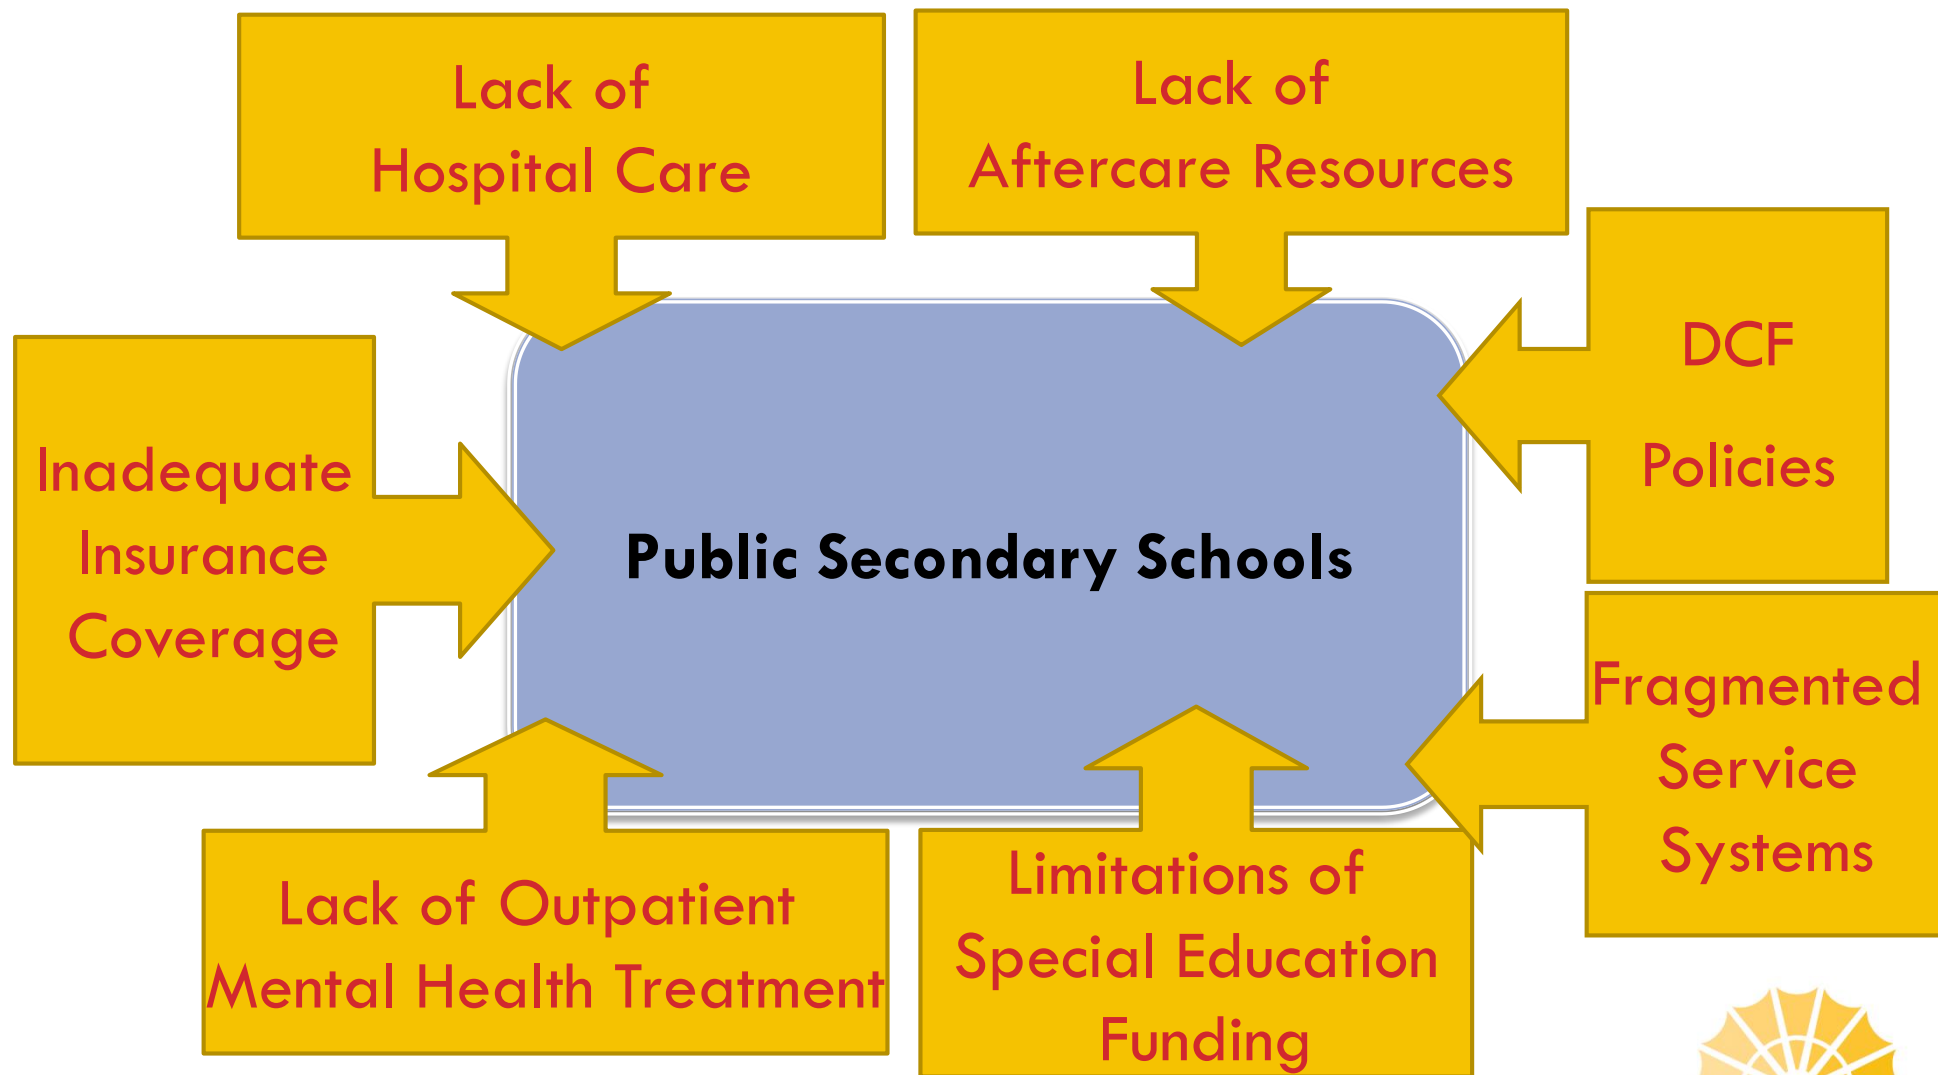 Lack of
Hospital Care
Lack of
Aftercare Resources
DCF
Policies
Inadequate
Insurance
Coverage
Public Secondary Schools
Fragmented
Service
Systems
Lack of Outpatient
Mental Health Treatment
Limitations of
Special Education
Funding